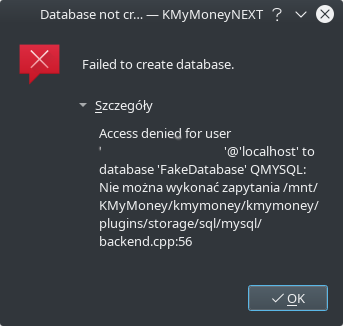 Database not cr... — KMyMoneyNEXT
Failed to create database.
Szczegóły
Access denied for user
' '@'localhost' to
database 'FakeDatabase' QMYSQL:
Nie można wykonać zapytania /mnt/
KMyMoney/kmymoney/kmymoney/
plugins/storage/sql/mysql/
backend.cpp:56
OK